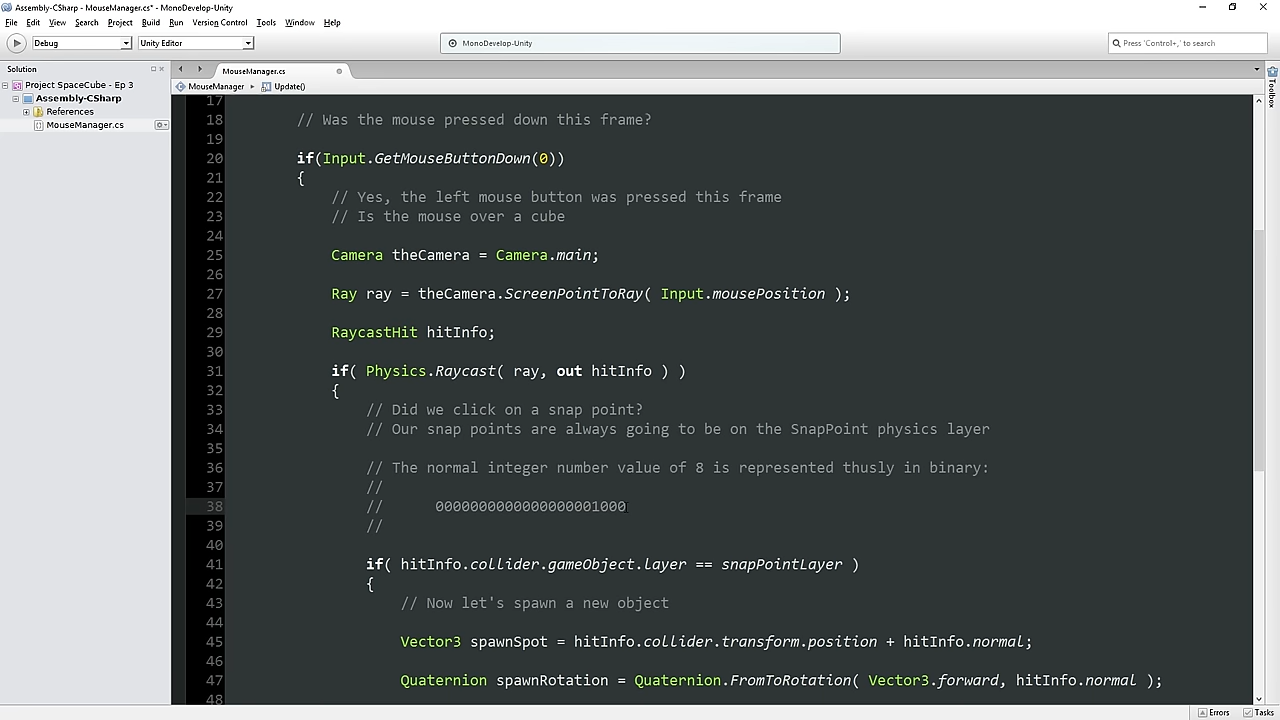 Assembly-CSharp - MouseManager.cs* - MonoDevelop-Unity
File Edit View Search Project Build Run Version Control Tools Window Help
Debug Unity Editor MonoDevelop-Unity Press 'Control+,' to search
Solution
Project SpaceCube - Ep 3
Assembly-CSharp
References
MouseManager.cs
MouseManager.cs
MouseManager Update()
Toolbox
17
18 // Was the mouse pressed down this frame?
19
20 if(Input.GetMouseButtonDown(0))
21 {
22 // Yes, the left mouse button was pressed this frame
23 // Is the mouse over a cube
24
25 Camera theCamera = Camera.main;
26
27 Ray ray = theCamera.ScreenPointToRay( Input.mousePosition );
28
29 RaycastHit hitInfo;
30
31 if( Physics.Raycast( ray, out hitInfo ) )
32 {
33 // Did we click on a snap point?
34 // Our snap points are always going to be on the SnapPoint physics layer
35
36 // The normal integer number value of 8 is represented thusly in binary:
37 //
38 // 0000000000000000001000
39 //
40
41 if( hitInfo.collider.gameObject.layer == snapPointLayer )
42 {
43 // Now let's spawn a new object
44
45 Vector3 spawnSpot = hitInfo.collider.transform.position + hitInfo.normal;
46
47 Quaternion spawnRotation = Quaternion.FromToRotation( Vector3.forward, hitInfo.normal );
48
Errors Tasks